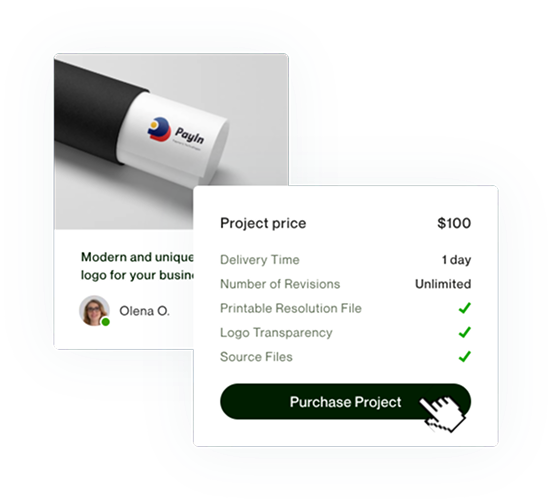 PayIn
Modern and unique
logo for your busine
Olena O.
Project price $100
Delivery Time 1 day
Number of Revisions Unlimited
Printable Resolution File
Logo Transparency
Source Files
Purchase Project